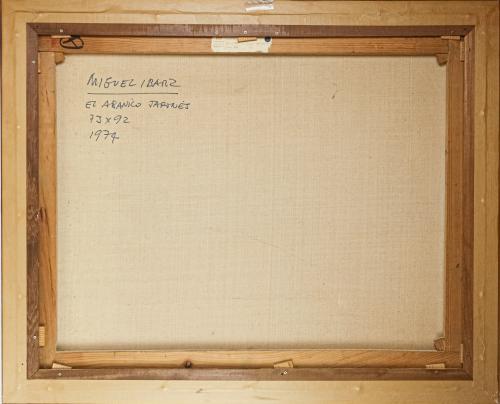 MIGUEL IBARZ
EL ABANICO JAPONÉS
73 x 92
1974